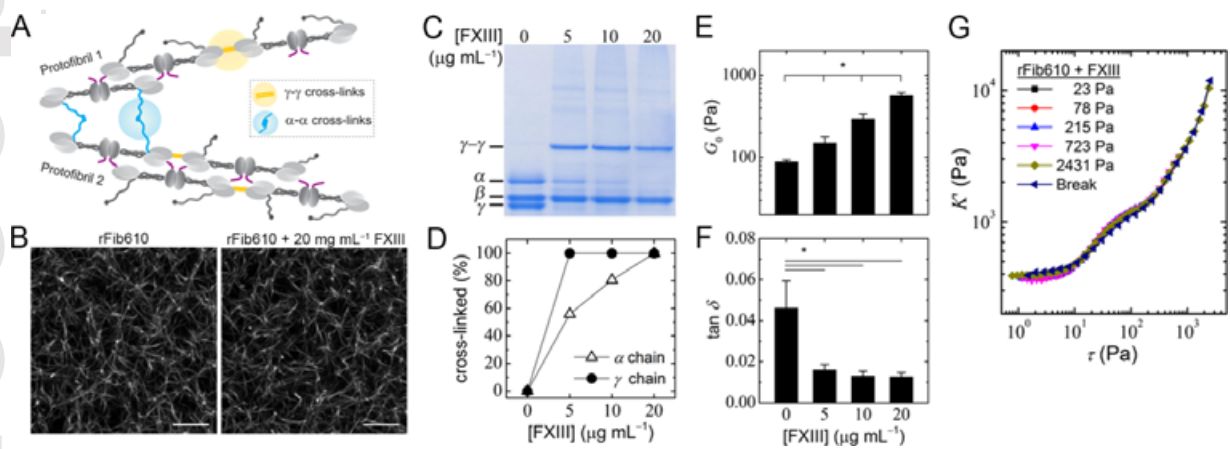 A
Protofibril 1
γ-γ cross-links
α-α cross-links
Protofibril 2
B
rFib610
rFib610 + 20 mg mL⁻¹ FXIII
C
[FXIII] 0 5 10 20
(μg mL⁻¹)
γ–γ
α
β
γ
D
cross-linked (%)
100
80
60
40
20
0
α chain
γ chain
0 5 10 20
[FXIII] (μg mL⁻¹)
E
G₀ (Pa)
1000
100
*
F
tan δ
0.08
0.06
0.04
0.02
0.00
*
0 5 10 20
[FXIII] (μg mL⁻¹)
G
K' (Pa)
10⁴
10³
rFib610 + FXIII
23 Pa
78 Pa
215 Pa
723 Pa
2431 Pa
Break
10⁰ 10¹ 10² 10³
τ (Pa)